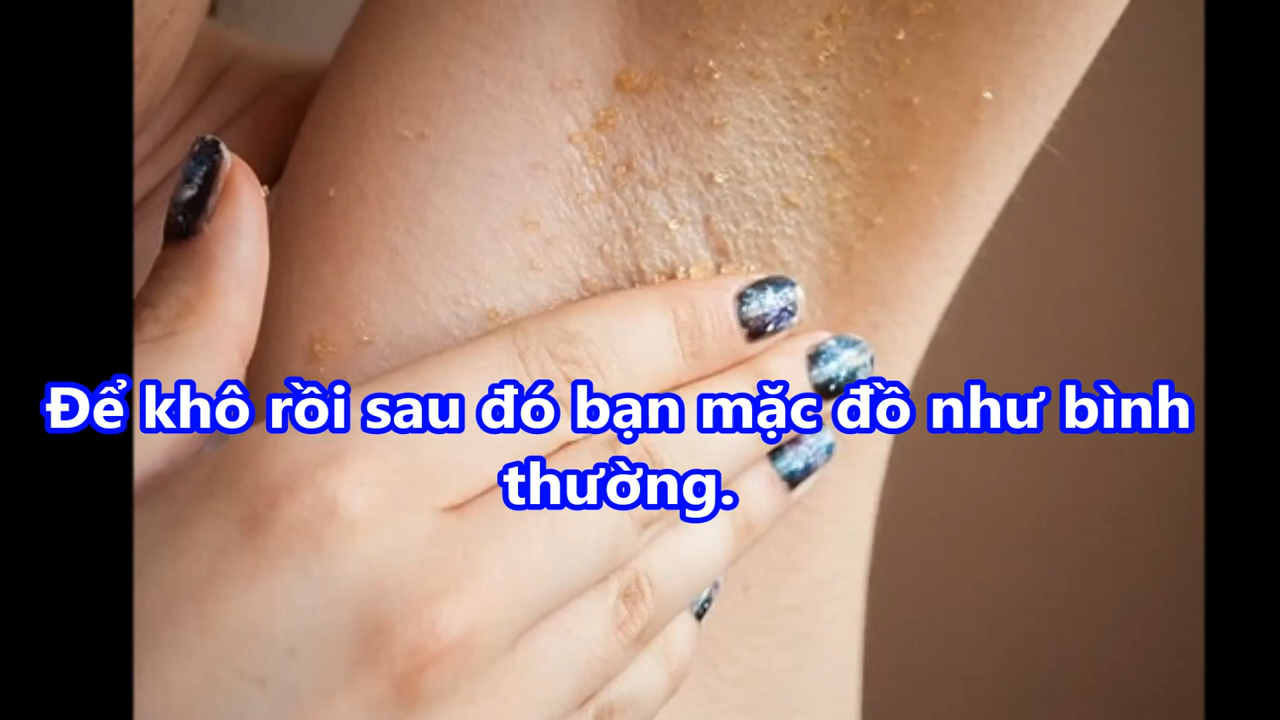 Để khô rồi sau đó bạn mặc đồ như bình
thường.